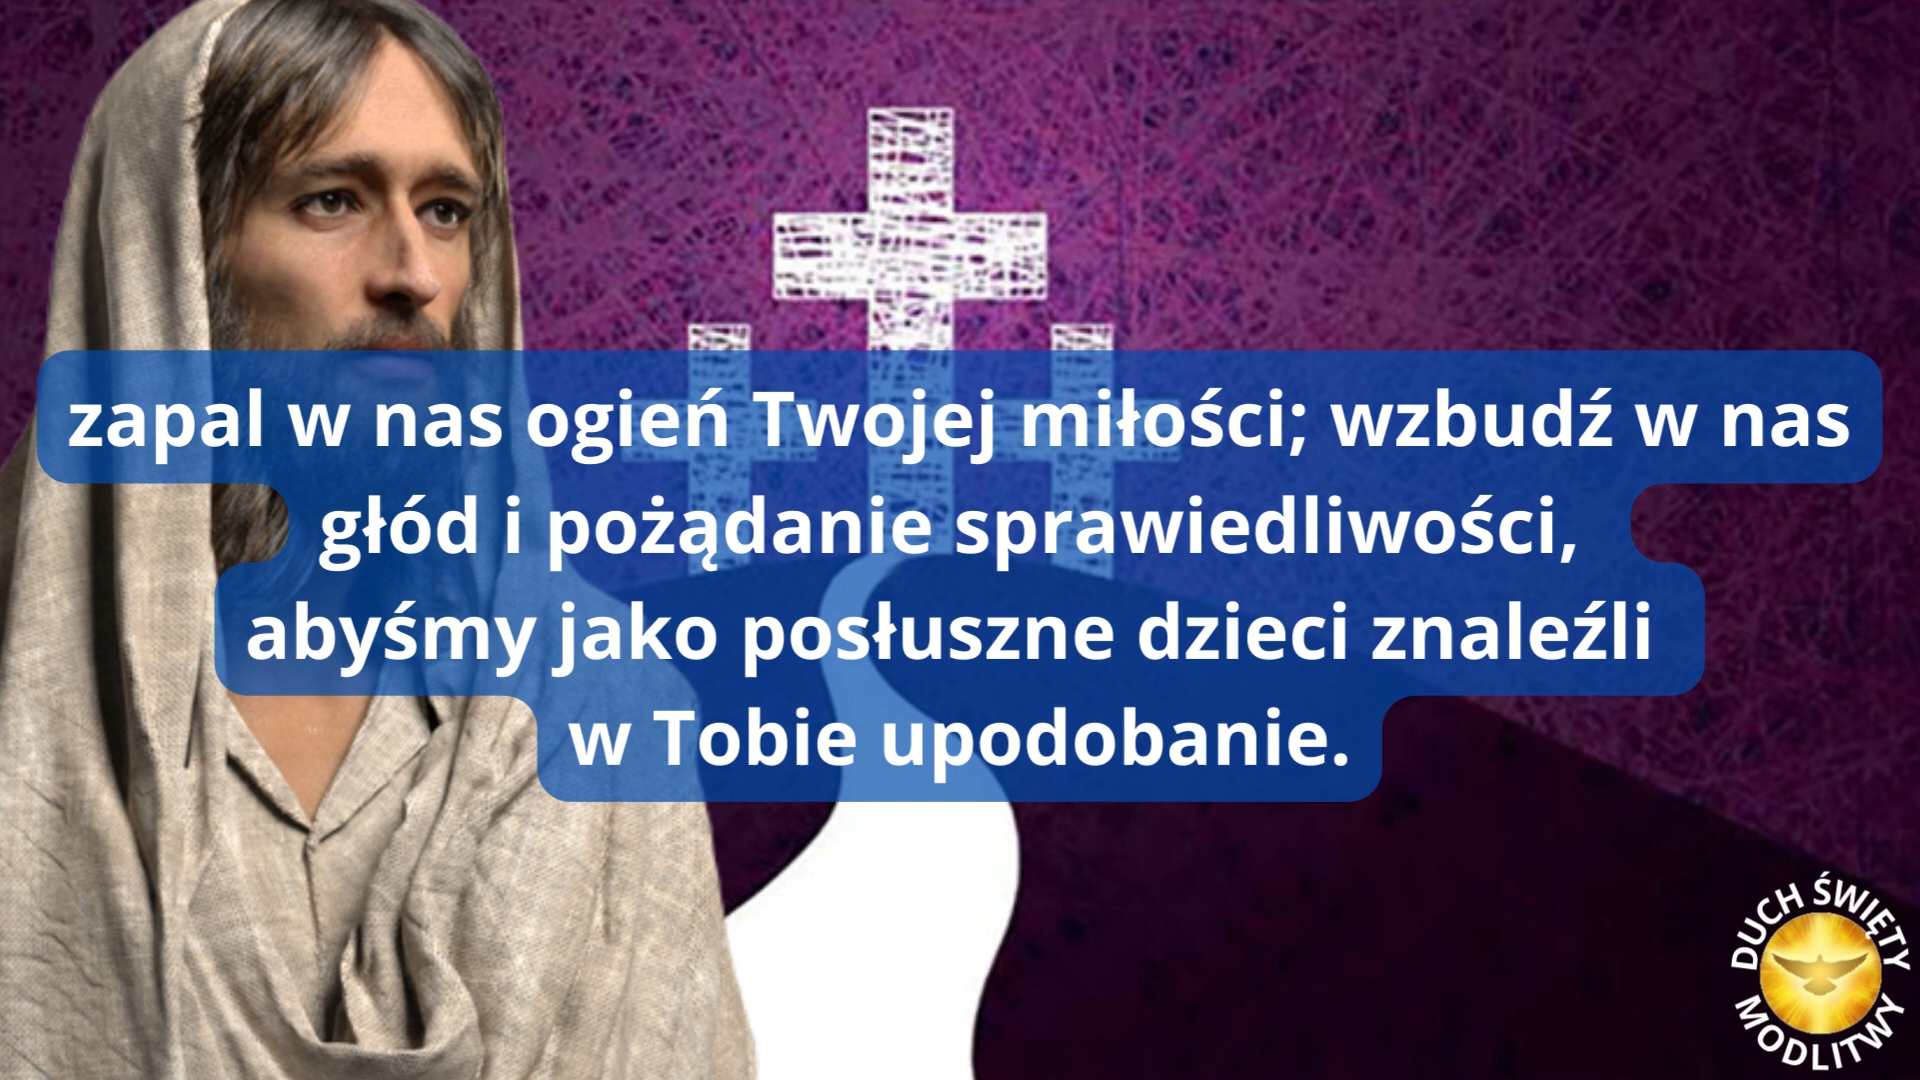 zapal w nas ogień Twojej miłości; wzbudź w nas
głód i pożądanie sprawiedliwości,
abyśmy jako posłuszne dzieci znaleźli
w Tobie upodobanie.
DUCH ŚWIĘTY
MODLITWY